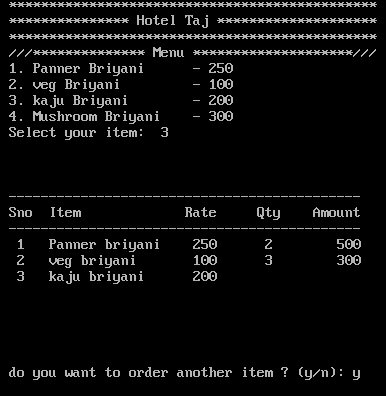 ***********************************************
**************** Hotel Taj ********************
***********************************************
///*************** Menu ********************///
1. Panner Briyani - 250
2. veg Briyani - 100
3. kaju Briyani - 200
4. Mushroom Briyani - 300
Select your item: 3
--------------------------------------------
Sno Item Rate Qty Amount
--------------------------------------------
1 Panner briyani 250 2 500
2 veg briyani 100 3 300
3 kaju briyani 200
do you want to order another item ? (y/n): y